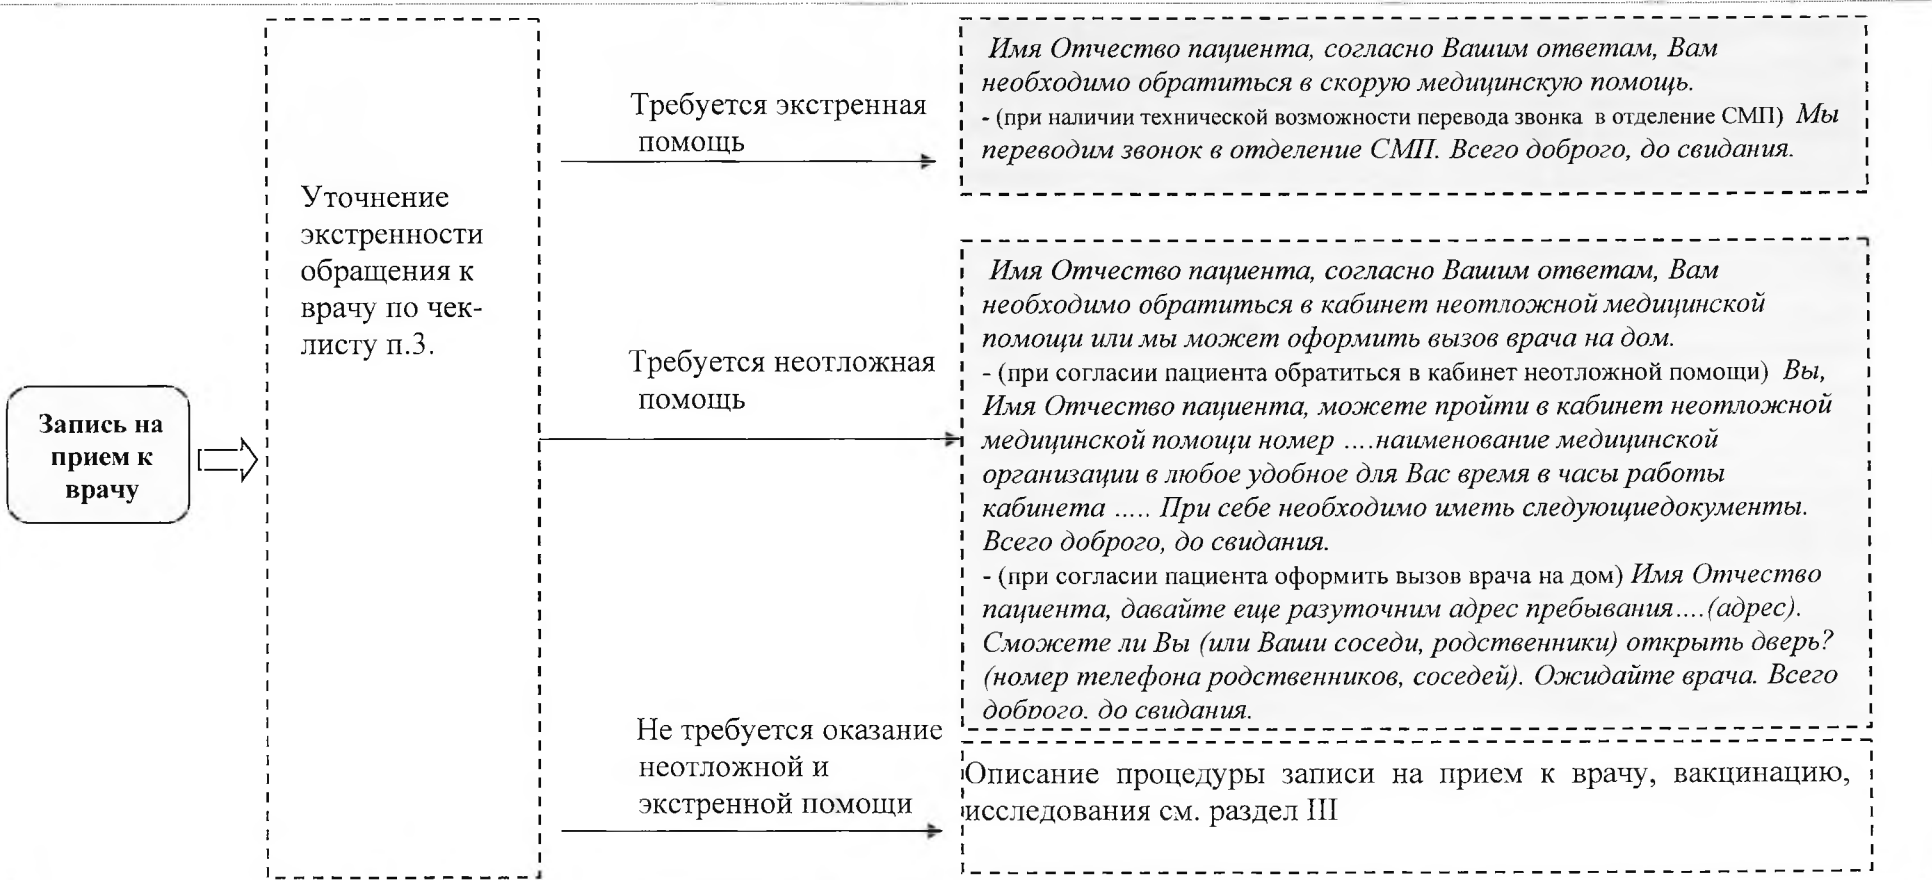 Запись на
прием к
врачу
Уточнение
экстренности
обращения к
врачу по чек-
листу п.3.
Требуется экстренная
помощь
Имя Отчество пациента, согласно Вашим ответам, Вам
необходимо обратиться в скорую медицинскую помощь.
- (при наличии технической возможности перевода звонка в отделение СМП) Мы
переводим звонок в отделение СМП. Всего доброго, до свидания.
Требуется неотложная
помощь
Имя Отчество пациента, согласно Вашим ответам, Вам
необходимо обратиться в кабинет неотложной медицинской
помощи или мы может оформить вызов врача на дом.
- (при согласии пациента обратиться в кабинет неотложной помощи) Вы,
Имя Отчество пациента, можете пройти в кабинет неотложной
медицинской помощи номер ….наименование медицинской
организации в любое удобное для Вас время в часы работы
кабинета ….. При себе необходимо иметь следующиедокументы.
Всего доброго, до свидания.
- (при согласии пациента оформить вызов врача на дом) Имя Отчество
пациента, давайте еще разуточним адрес пребывания….(адрес).
Сможете ли Вы (или Ваши соседи, родственники) открыть дверь?
(номер телефона родственников, соседей). Ожидайте врача. Всего
доброго, до свидания.
Не требуется оказание
неотложной и
экстренной помощи
Описание процедуры записи на прием к врачу, вакцинацию,
исследования см. раздел III